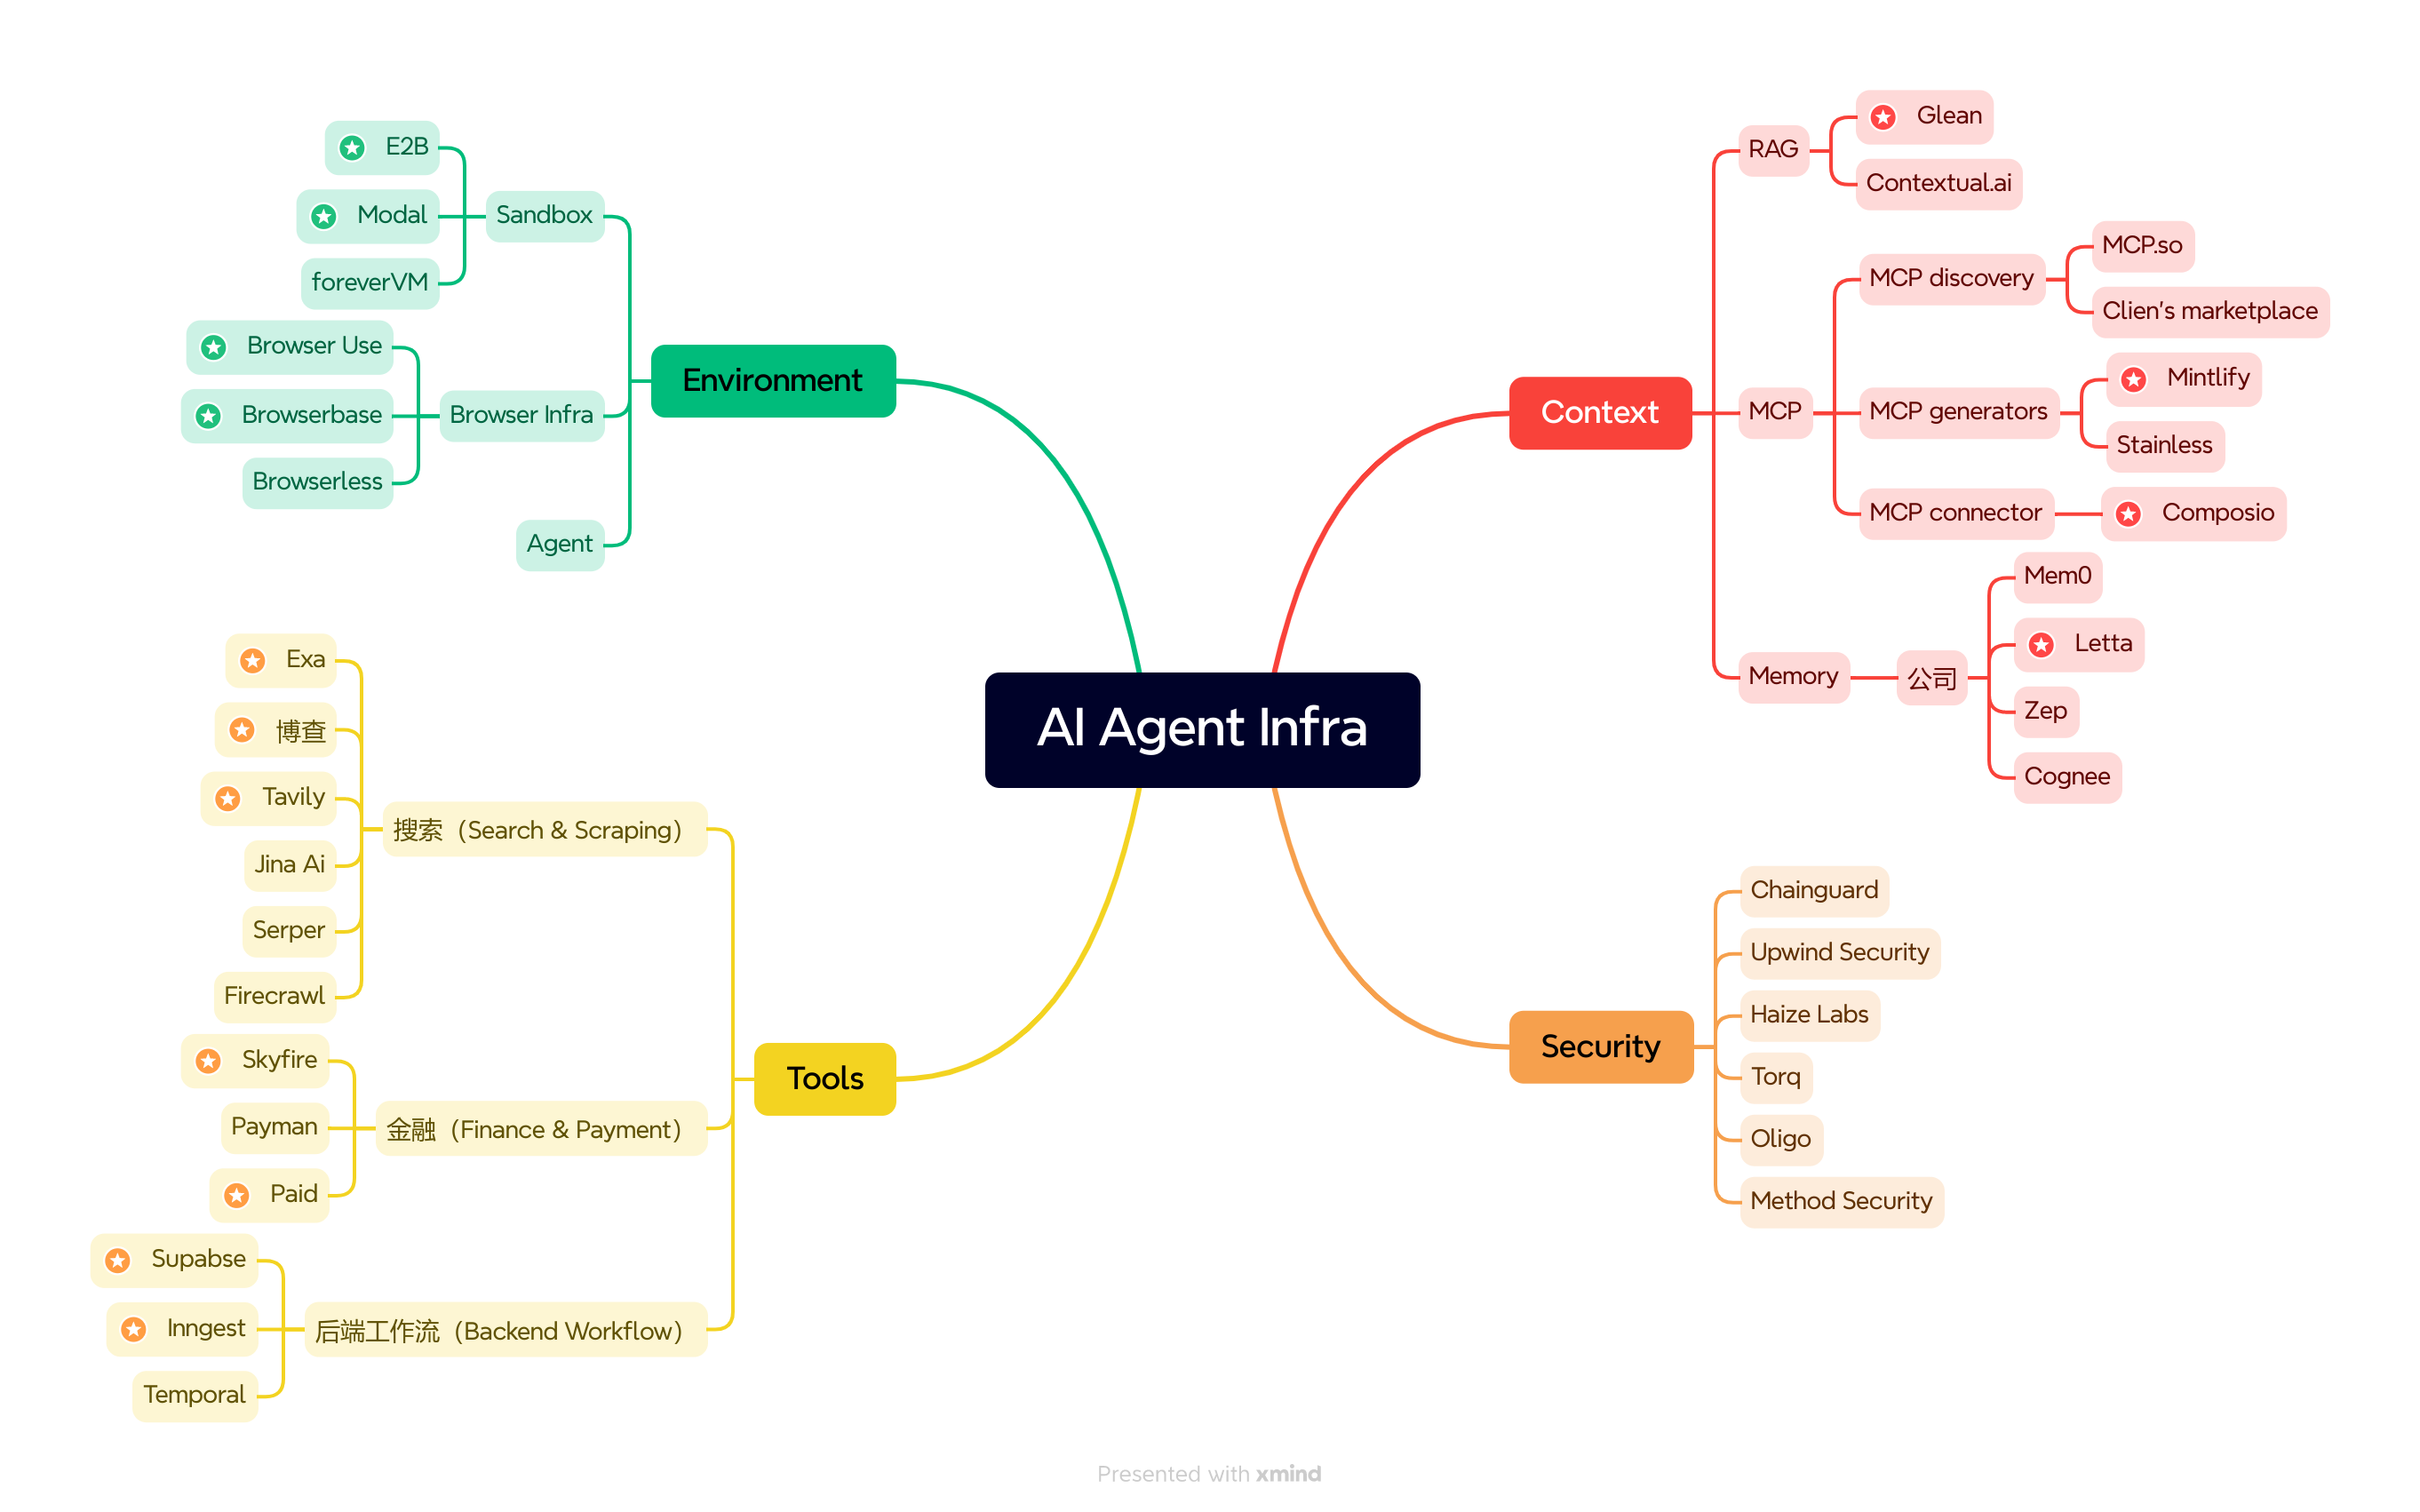 AI Agent Infra
Context
RAG
Glean
Contextual.ai
MCP
MCP discovery
MCP.so
Clien's marketplace
MCP generators
Mintlify
Stainless
MCP connector
Composio
Memory
公司
Mem0
Letta
Zep
Cognee
Security
Chainguard
Upwind Security
Haize Labs
Torq
Oligo
Method Security
Environment
Sandbox
E2B
Modal
foreverVM
Browser Infra
Browser Use
Browserbase
Browserless
Agent
Tools
搜索（Search & Scraping）
Exa
博查
Tavily
Jina Ai
Serper
Firecrawl
金融（Finance & Payment）
Skyfire
Payman
Paid
后端工作流（Backend Workflow）
Supabse
Inngest
Temporal
Presented with xmind